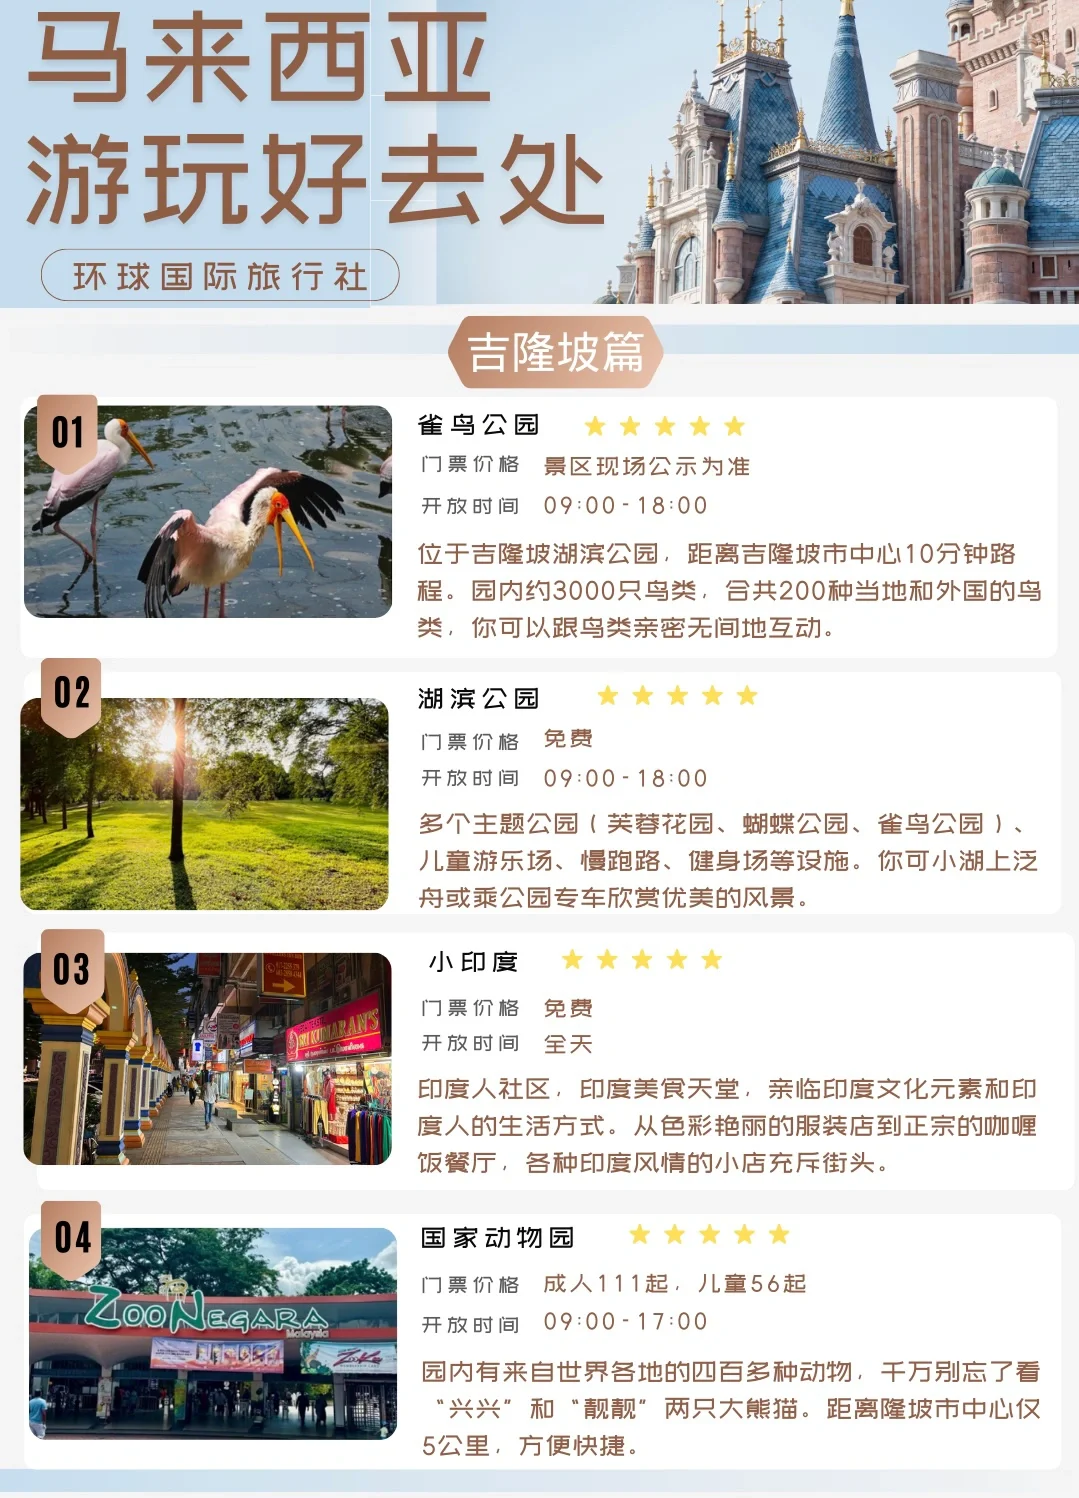 马来西亚
游玩好去处
环球国际旅行社
吉隆坡篇
01
雀鸟公园
门票价格 景区现场公示为准
开放时间 09:00-18:00
位于吉隆坡湖滨公园，距离吉隆坡市中心10分钟路
程。园内约3000只鸟类，合共200种当地和外国的鸟
类，你可以跟鸟类亲密无间地互动。
02
湖滨公园
门票价格 免费
开放时间 09:00-18:00
多个主题公园（芙蓉花园、蝴蝶公园、雀鸟公园）、
儿童游乐场、慢跑路、健身场等设施。你可小湖上泛
舟或乘公园专车欣赏优美的风景。
03
小印度
门票价格 免费
开放时间 全天
印度人社区，印度美食天堂，亲临印度文化元素和印
度人的生活方式。从色彩艳丽的服装店到正宗的咖喱
饭餐厅，各种印度风情的小店充斥街头。
SRI KUMARAN'S
04
国家动物园
门票价格 成人111起，儿童56起
开放时间 09:00-17:00
园内有来自世界各地的四百多种动物，千万别忘了看
“兴兴” 和 “靓靓” 两只大熊猫。距离隆坡市中心仅
5公里，方便快捷。
ZOO NEGARA
Malaysia